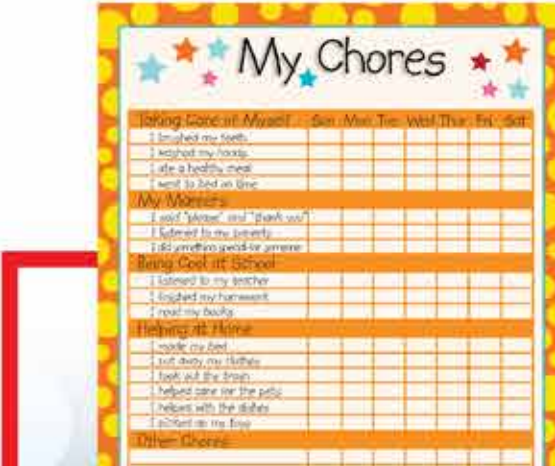 My Chores
Taking Care of Myself Sun Mon Tue Wed Thur Fri Sat
I brushed my teeth
I washed my hands
I ate a healthy meal
I went to bed on time
My Manners
I said "please" and "thank you"
I listened to my parents
I did something special for someone
Being Cool at School
I listened to my teacher
I finished my homework
I read my books
Helping at Home
I made my bed
I put away my clothes
I took out the trash
I helped care for the pets
I helped with the dishes
I picked up my toys
Other Chores